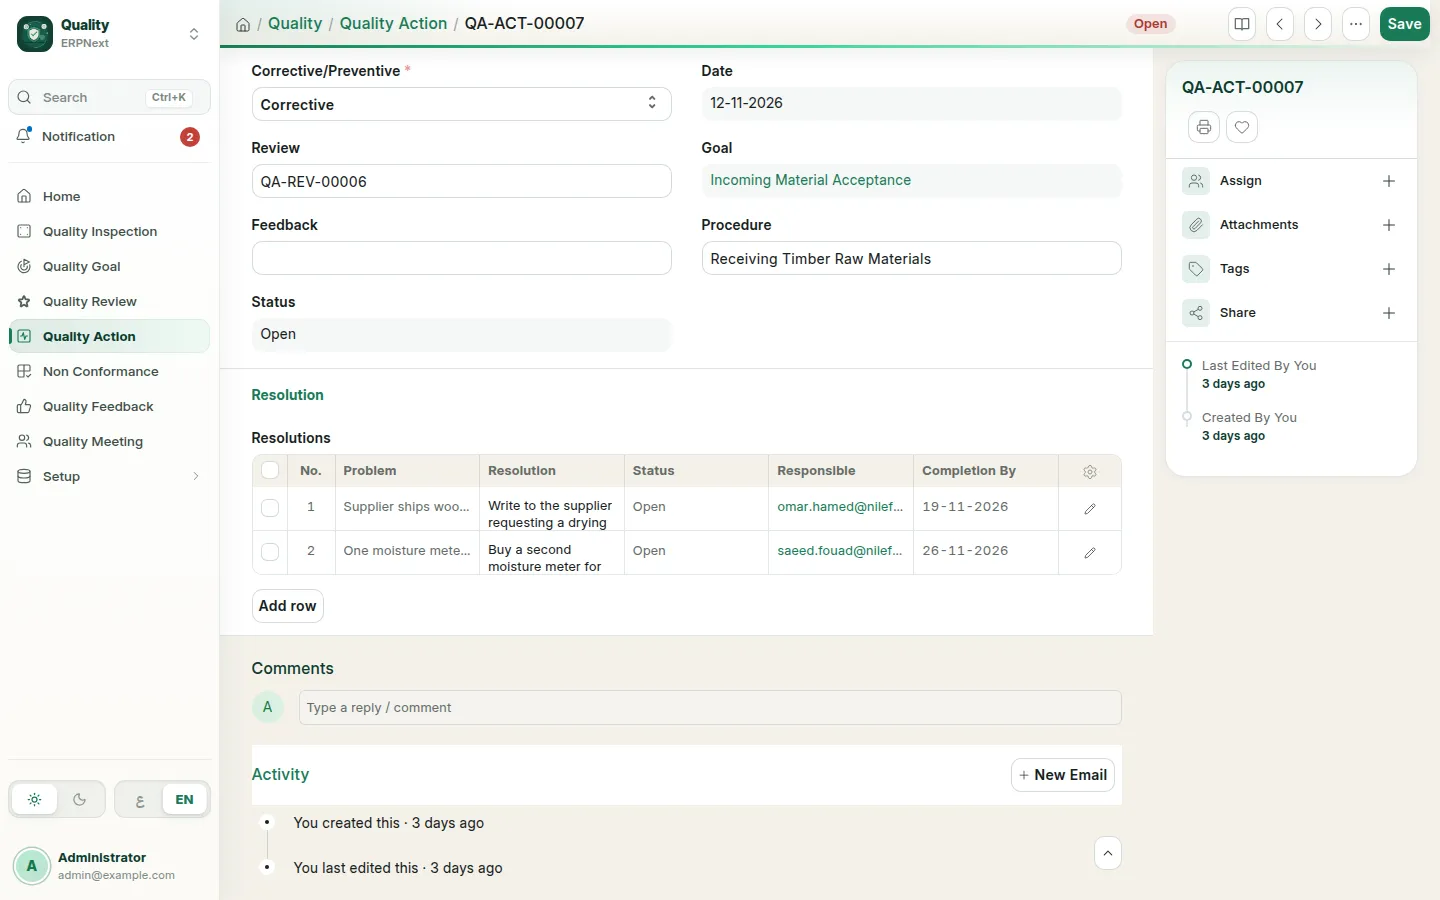 Quality
ERPNext
Search
Ctrl+K
Notification
2
Home
Quality Inspection
Quality Goal
Quality Review
Quality Action
Non Conformance
Quality Feedback
Quality Meeting
Setup
ع
EN
A
Administrator
admin@example.com
/ Quality / Quality Action / QA-ACT-00007
Open
Save
Corrective/Preventive *
Corrective
Date
12-11-2026
Review
QA-REV-00006
Goal
Incoming Material Acceptance
Feedback
Procedure
Receiving Timber Raw Materials
Status
Open
Resolution
Resolutions
No. Problem Resolution Status Responsible Completion By
1 Supplier ships woo... Write to the supplier requesting a drying Open omar.hamed@nilef... 19-11-2026
2 One moisture mete... Buy a second moisture meter for Open saeed.fouad@nilef... 26-11-2026
Add row
Comments
A
Type a reply / comment
Activity
+ New Email
You created this · 3 days ago
You last edited this · 3 days ago
QA-ACT-00007
Assign
Attachments
Tags
Share
Last Edited By You
3 days ago
Created By You
3 days ago